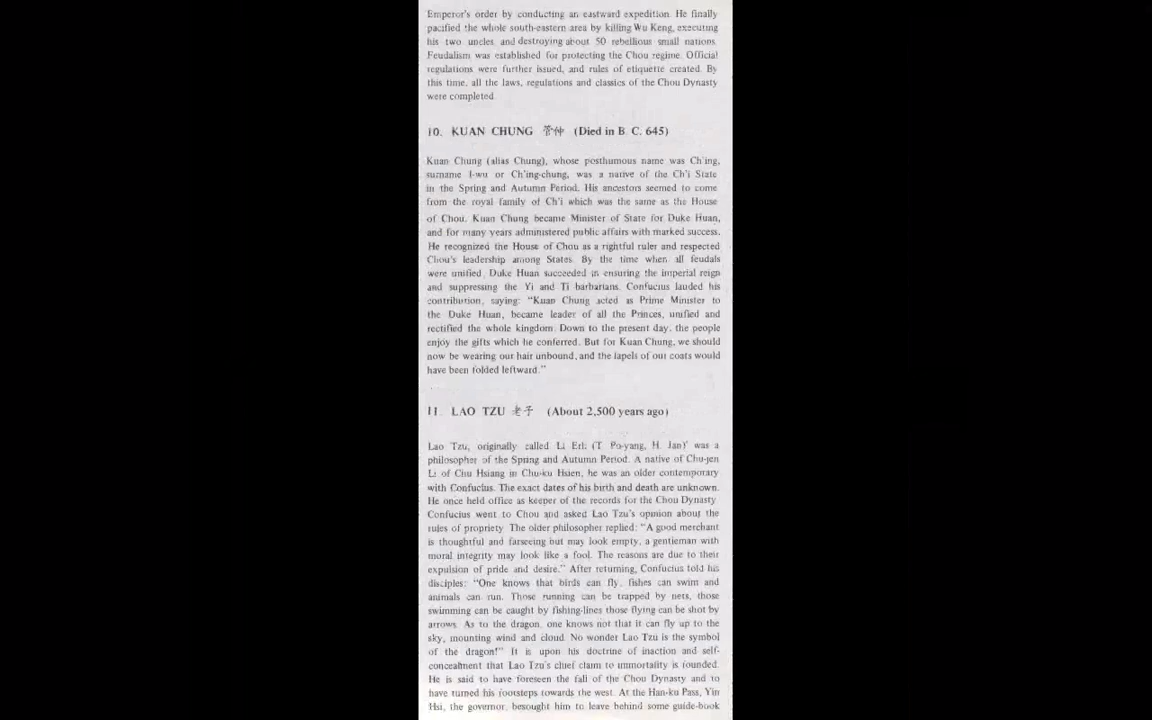 Emperor's order by conducting an eastward expedition. He finally
pacified the whole south-eastern area by killing Wu Keng, executing
his two uncles and destroying about 50 rebellious small nations.
Feudalism was established for protecting the Chou regime. Official
regulations were further issued, and rules of etiquette created. By
this time, all the laws, regulations and classics of the Chou Dynasty
were completed.
10. KUAN CHUNG 管仲 (Died in B. C. 645)
Kuan Chung (alias Chung), whose posthumous name was Ch'ing,
surname I-wu or Ch'ing-chung, was a native of the Ch'i State
in the Spring and Autumn Period. His ancestors seemed to come
from the royal family of Ch'i which was the same as the House
of Chou. Kuan Chung became Minister of State for Duke Huan,
and for many years administered public affairs with marked success.
He recognized the House of Chou as a rightful ruler and respected
Chou's leadership among States. By the time when all feudals
were unified, Duke Huan succeeded in ensuring the imperial reign
and suppressing the Yi and Ti barbarians. Confucius lauded his
contribution, saying: "Kuan Chung acted as Prime Minister to
the Duke Huan, became leader of all the Princes, unified and
rectified the whole kingdom. Down to the present day, the people
enjoy the gifts which he conferred. But for Kuan Chung, we should
now be wearing our hair unbound, and the lapels of our coats would
have been folded leftward."
11. LAO TZU 老子 (About 2,500 years ago)
Lao Tzu, originally called Li Erh (T. Po-yang, H. Jan) was a
philosopher of the Spring and Autumn Period. A native of Chu-jen
Li of Chu Hsiang in Chu-ku Hsien, he was an older contemporary
with Confucius. The exact dates of his birth and death are unknown.
He once held office as keeper of the records for the Chou Dynasty.
Confucius went to Chou and asked Lao Tzu's opinion about the
rules of propriety. The older philosopher replied: "A good merchant
is thoughtful and farseeing but may look empty, a gentleman with
moral integrity may look like a fool. The reasons are due to their
expulsion of pride and desire." After returning, Confucius told his
disciples: "One knows that birds can fly, fishes can swim and
animals can run. Those running can be trapped by nets, those
swimming can be caught by fishing-lines those flying can be shot by
arrows. As to the dragon, one knows not that it can fly up to the
sky, mounting wind and cloud. No wonder Lao Tzu is the symbol
of the dragon!" It is upon his doctrine of inaction and self-
concealment that Lao Tzu's chief claim to immortality is founded.
He is said to have foreseen the fall of the Chou Dynasty and to
have turned his footsteps towards the west. At the Han-ku Pass, Yin
Hsi, the governor, besought him to leave behind some guide-book